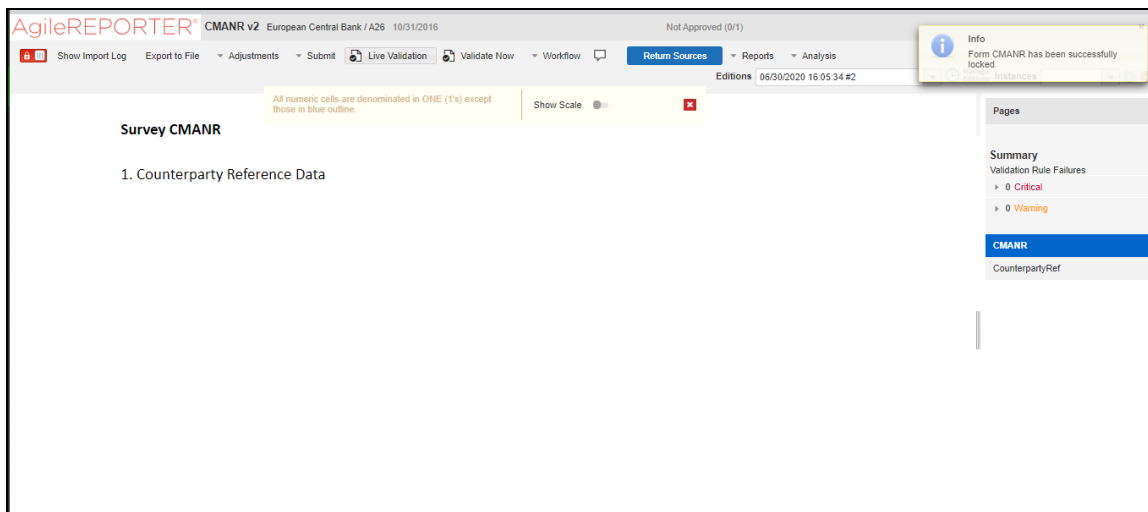 AgileREPORTER® CMANR v2 European Central Bank / A26 10/31/2016 Not Approved (0/1)
Info
Form CMANR has been successfully
locked.
Show Import Log Export to File Adjustments Submit Live Validation Validate Now Workflow Return Sources Reports Analysis
Editions 06/30/2020 16:05:34 #2 Instances
All numeric cells are denominated in ONE (1's) except
those in blue outline.
Show Scale
Survey CMANR
1. Counterparty Reference Data
Pages
Summary
Validation Rule Failures
0 Critical
0 Warning
CMANR
CounterpartyRef